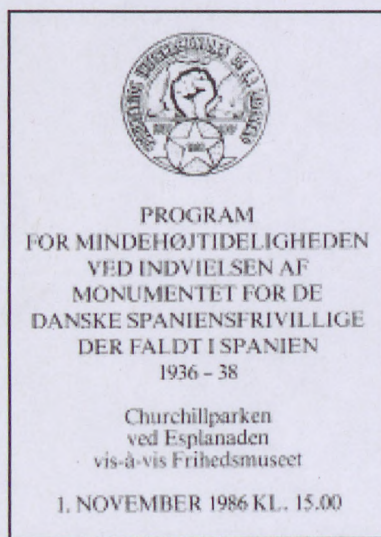 PROGRAM
FOR MINDEHØJTIDELIGHEDEN
VED INDVIELSEN AF
MONUMENTET FOR DE
DANSKE SPANIENSFRIVILLIGE
DER FALDT I SPANIEN
1936 – 38
Churchillparken
ved Esplanaden
vis-à-vis Frihedsmuseet
1. NOVEMBER 1986 KL. 15.00